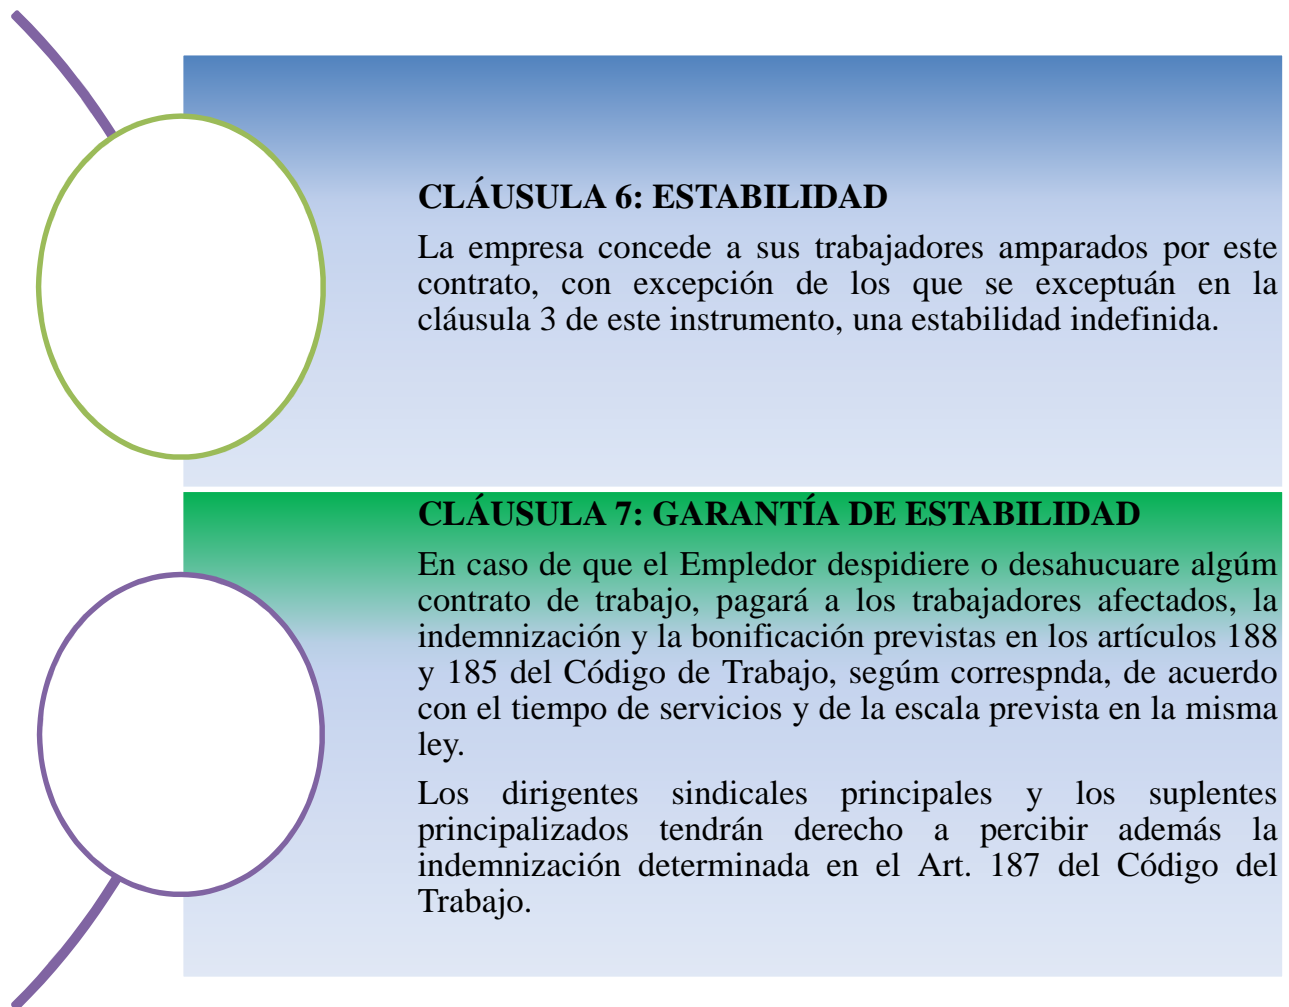 CLÁUSULA 6: ESTABILIDAD
La empresa concede a sus trabajadores amparados por este
contrato, con excepción de los que se exceptuán en la
cláusula 3 de este instrumento, una estabilidad indefinida.
CLÁUSULA 7: GARANTÍA DE ESTABILIDAD
En caso de que el Empledor despidiere o desahucuare algúm
contrato de trabajo, pagará a los trabajadores afectados, la
indemnización y la bonificación previstas en los artículos 188
y 185 del Código de Trabajo, segúm correspnda, de acuerdo
con el tiempo de servicios y de la escala prevista en la misma
ley.
Los dirigentes sindicales principales y los suplentes
principalizados tendrán derecho a percibir además la
indemnización determinada en el Art. 187 del Código del
Trabajo.